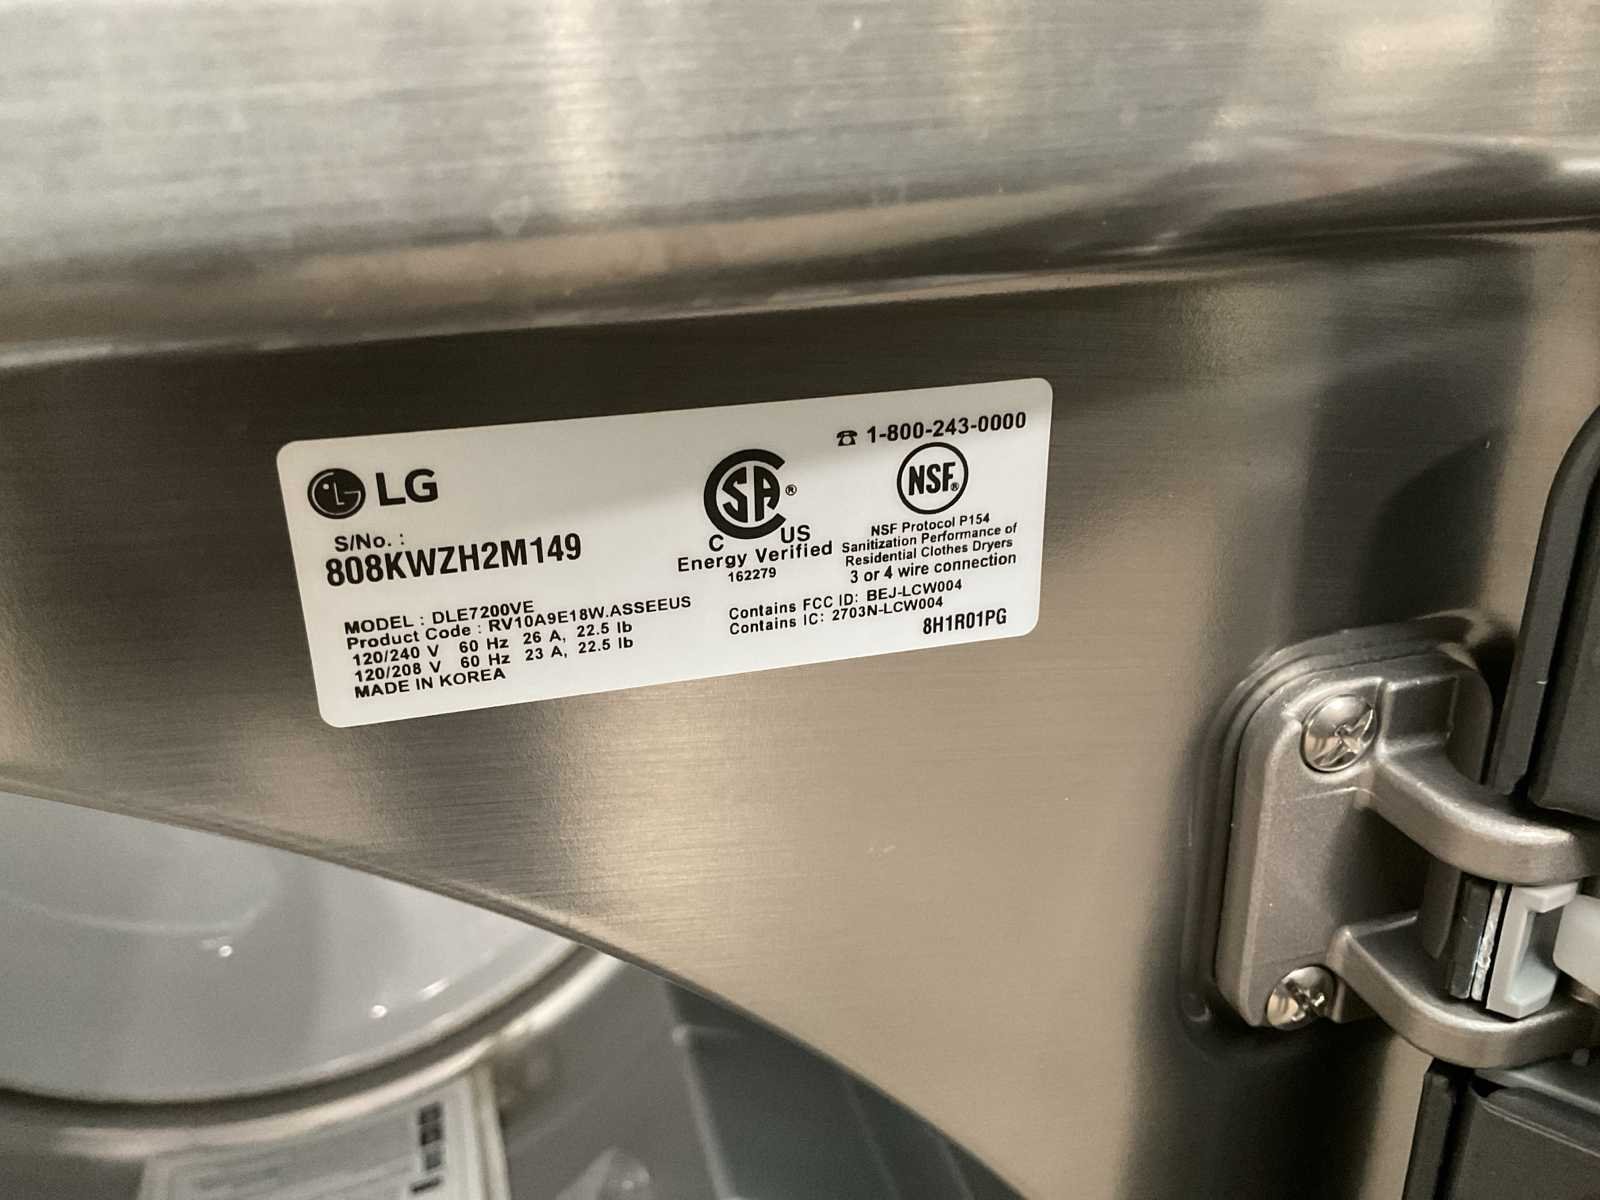 ☎ 1-800-243-0000
LG
S/No. :
808KWZH2M149
MODEL : DLE7200VE
Product Code : RV10A9E18W.ASSEEUS
120/240 V 60 Hz 26 A, 22.5 lb
120/208 V 60 Hz 23 A, 22.5 lb
MADE IN KOREA
SA®
C US
Energy Verified
162279
NSF®
NSF Protocol P154
Sanitization Performance of
Residential Clothes Dryers
3 or 4 wire connection
Contains FCC ID: BEJ-LCW004
Contains IC: 2703N-LCW004
8H1R01PG